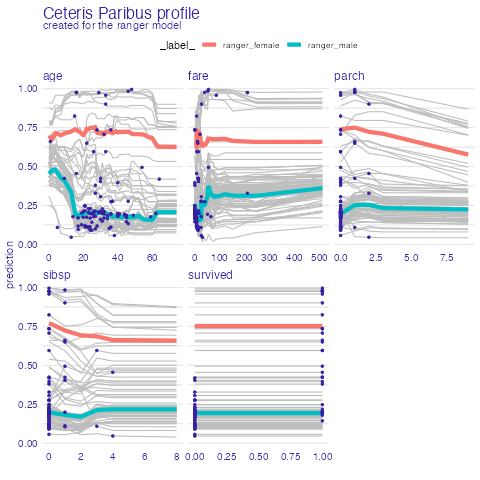 Ceteris Paribus profile
created for the ranger model
_label_ ranger_female ranger_male
age fare parch
1.00
0.75
0.50
0.25
0.00
0 20 40 60 0 100 200 300 400 500 0.0 2.5 5.0 7.5
prediction
sibsp survived
1.00
0.75
0.50
0.25
0.00
0 2 4 6 8 0.00 0.25 0.50 0.75 1.00